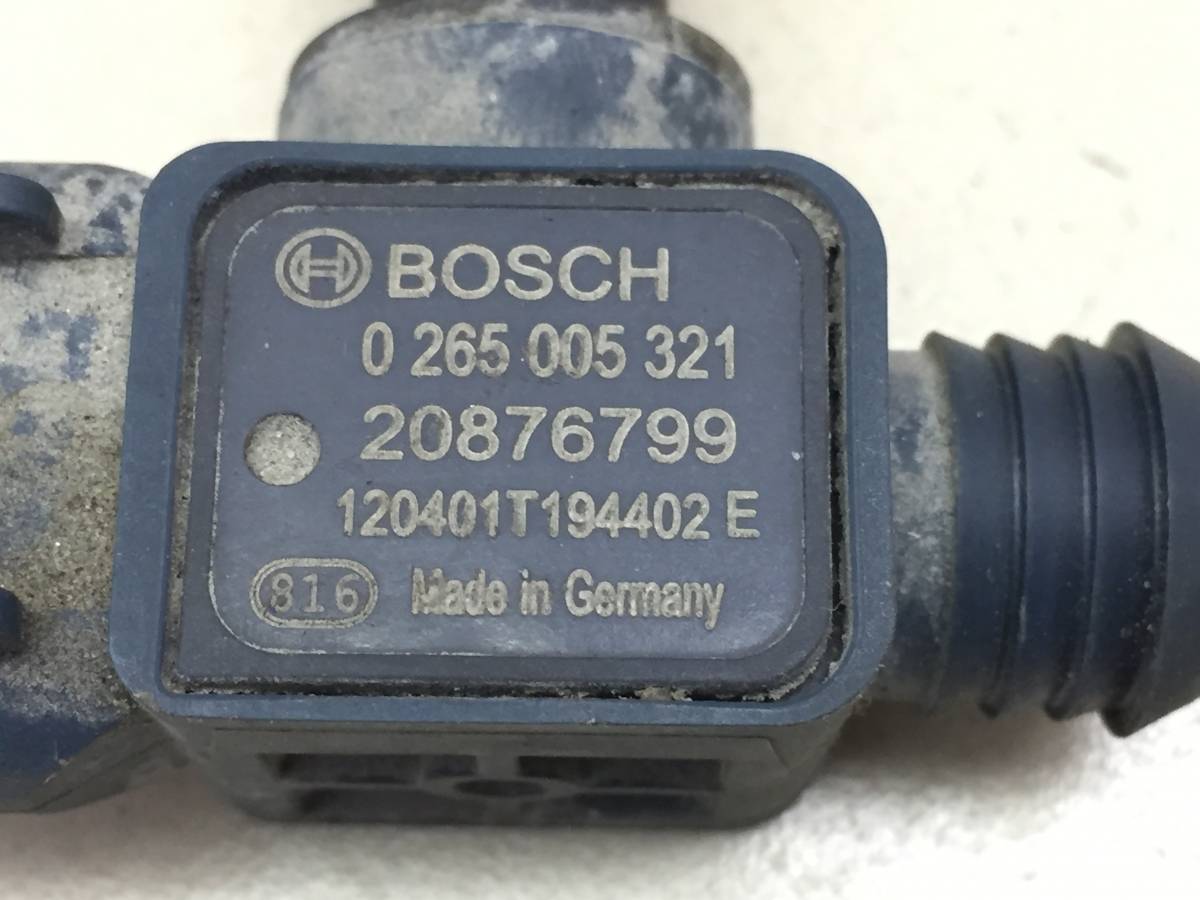 BOSCH
0 265 005 321
20876799
120401T194402 E
816 Made in Germany